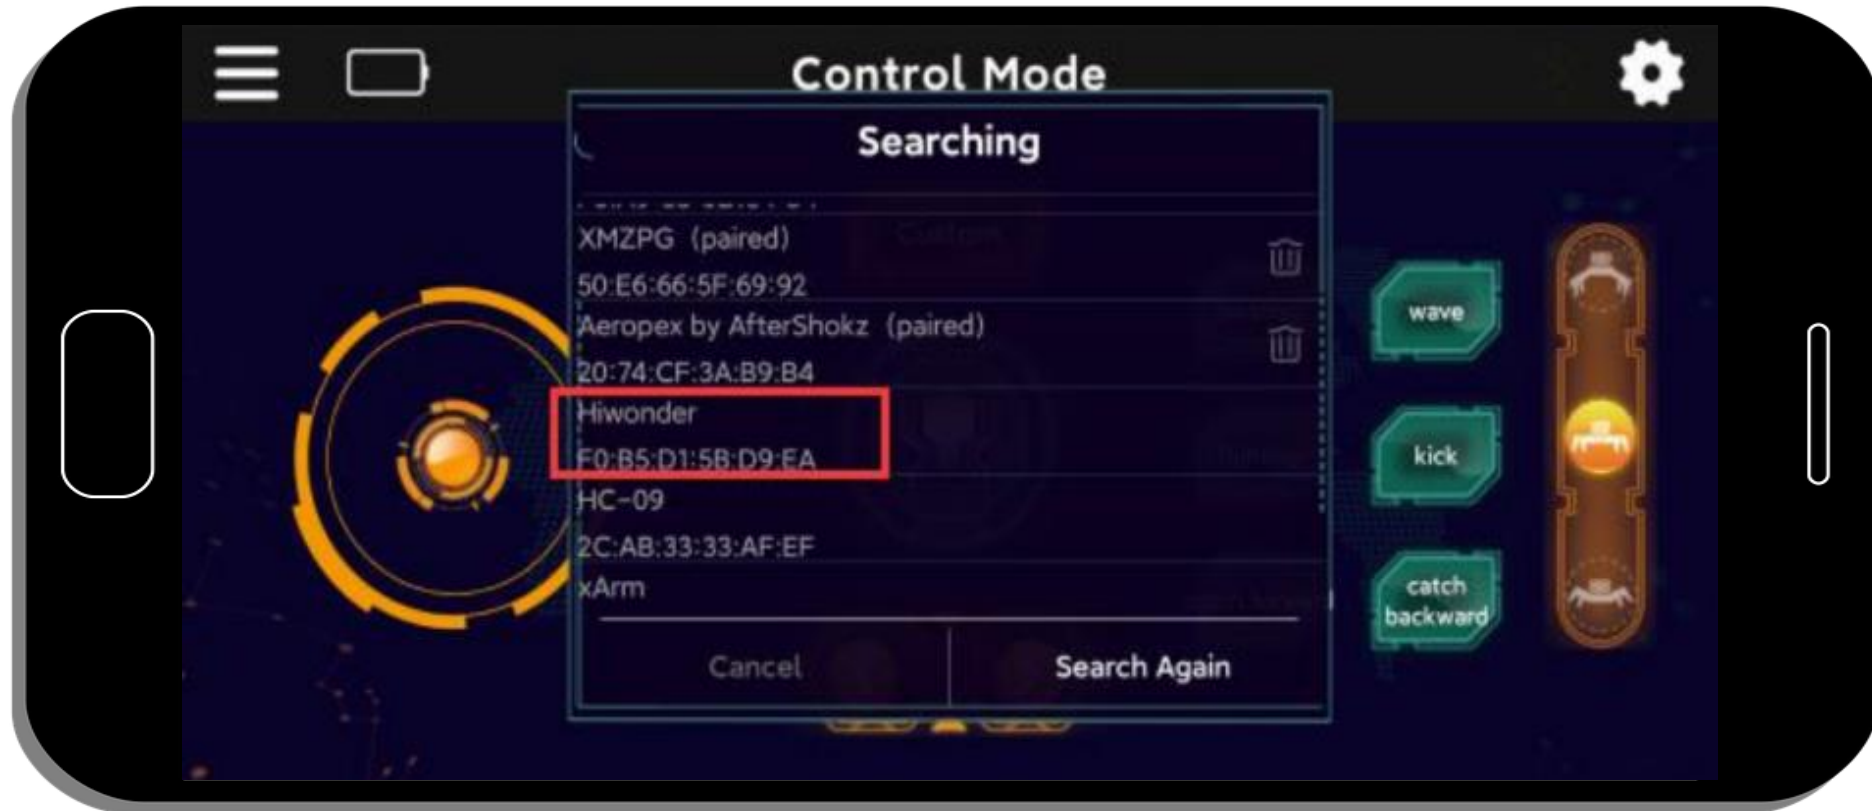 Control Mode
Searching
XMZPG (paired)
50:E6:66:5F:69:92
Aeropex by AfterShokz (paired)
20:74:CF:3A:B9:B4
Hiwonder
F0:B5:D1:5B:D9:EA
HC-09
2C:AB:33:33:AF:EF
xArm
Cancel
Search Again
wave
kick
catch
backward